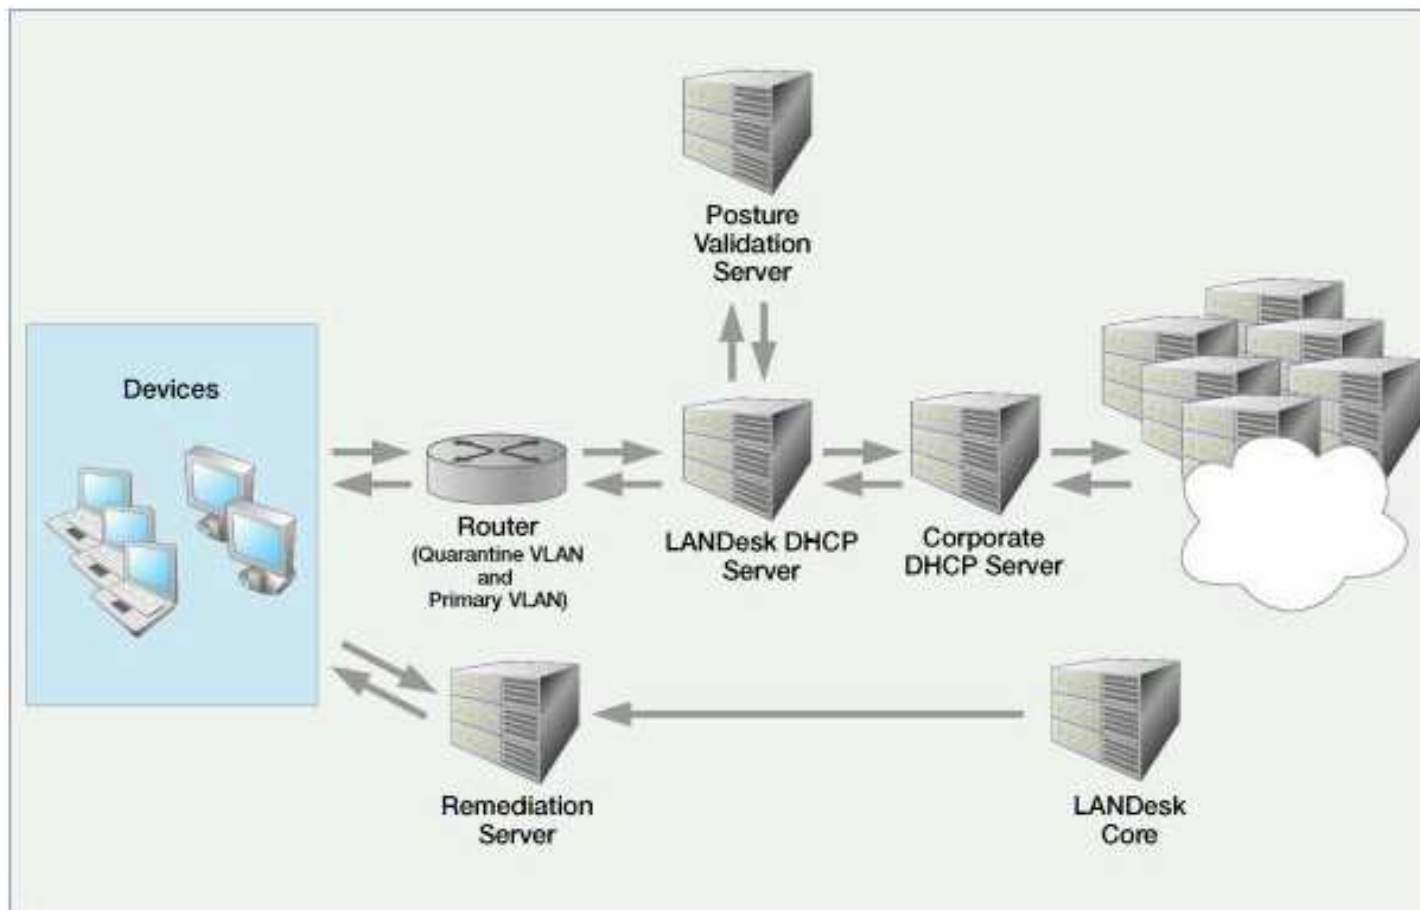 Posture
Validation
Server
Devices
Router
(Quarantine VLAN
and
Primary VLAN)
LANDesk DHCP
Server
Corporate
DHCP Server
Remediation
Server
LANDesk
Core